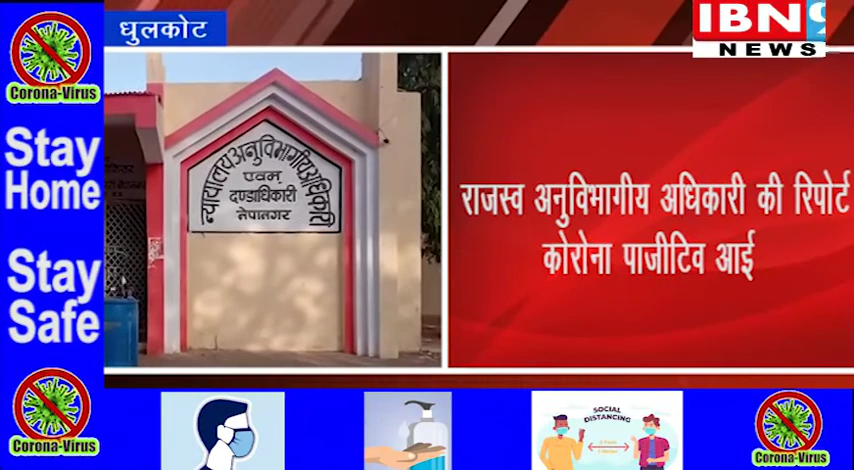 धुलकोट
IBN9
NEWS
Corona-Virus
Stay
Home
Stay
Safe
Corona-Virus
न्यायालय अनुविभागीय अधिकारी
एवम
दण्डाधिकारी
नेपानगर
राजस्व अनुविभागीय अधिकारी की रिपोर्ट
कोरोना पाजीटिव आई
SOCIAL
DISTANCING
Corona-Virus